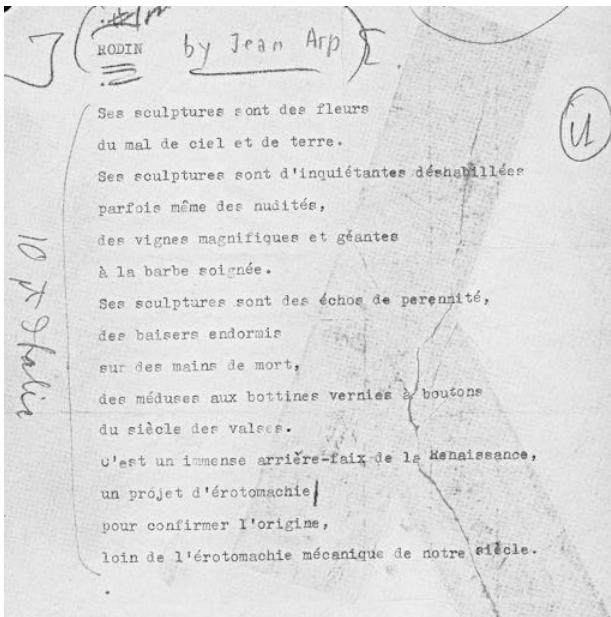 RODIN by Jean Arp
U
Ses sculptures sont des fleurs
du mal de ciel et de terre.
Ses sculptures sont d'inquiétantes déshabillées
parfois même des nudités,
des vignes magnifiques et géantes
à la barbe soignée.
Ses sculptures sont des échos de perennité,
des baisers endormis
sur des mains de mort,
des méduses aux bottines vernies à boutons
du siècle des valses.
C'est un immense arrière-faix de la Renaissance,
un projet d'érotomachie
pour confirmer l'origine,
loin de l'érotomachie mécanique de notre siècle.
10 pt Italic